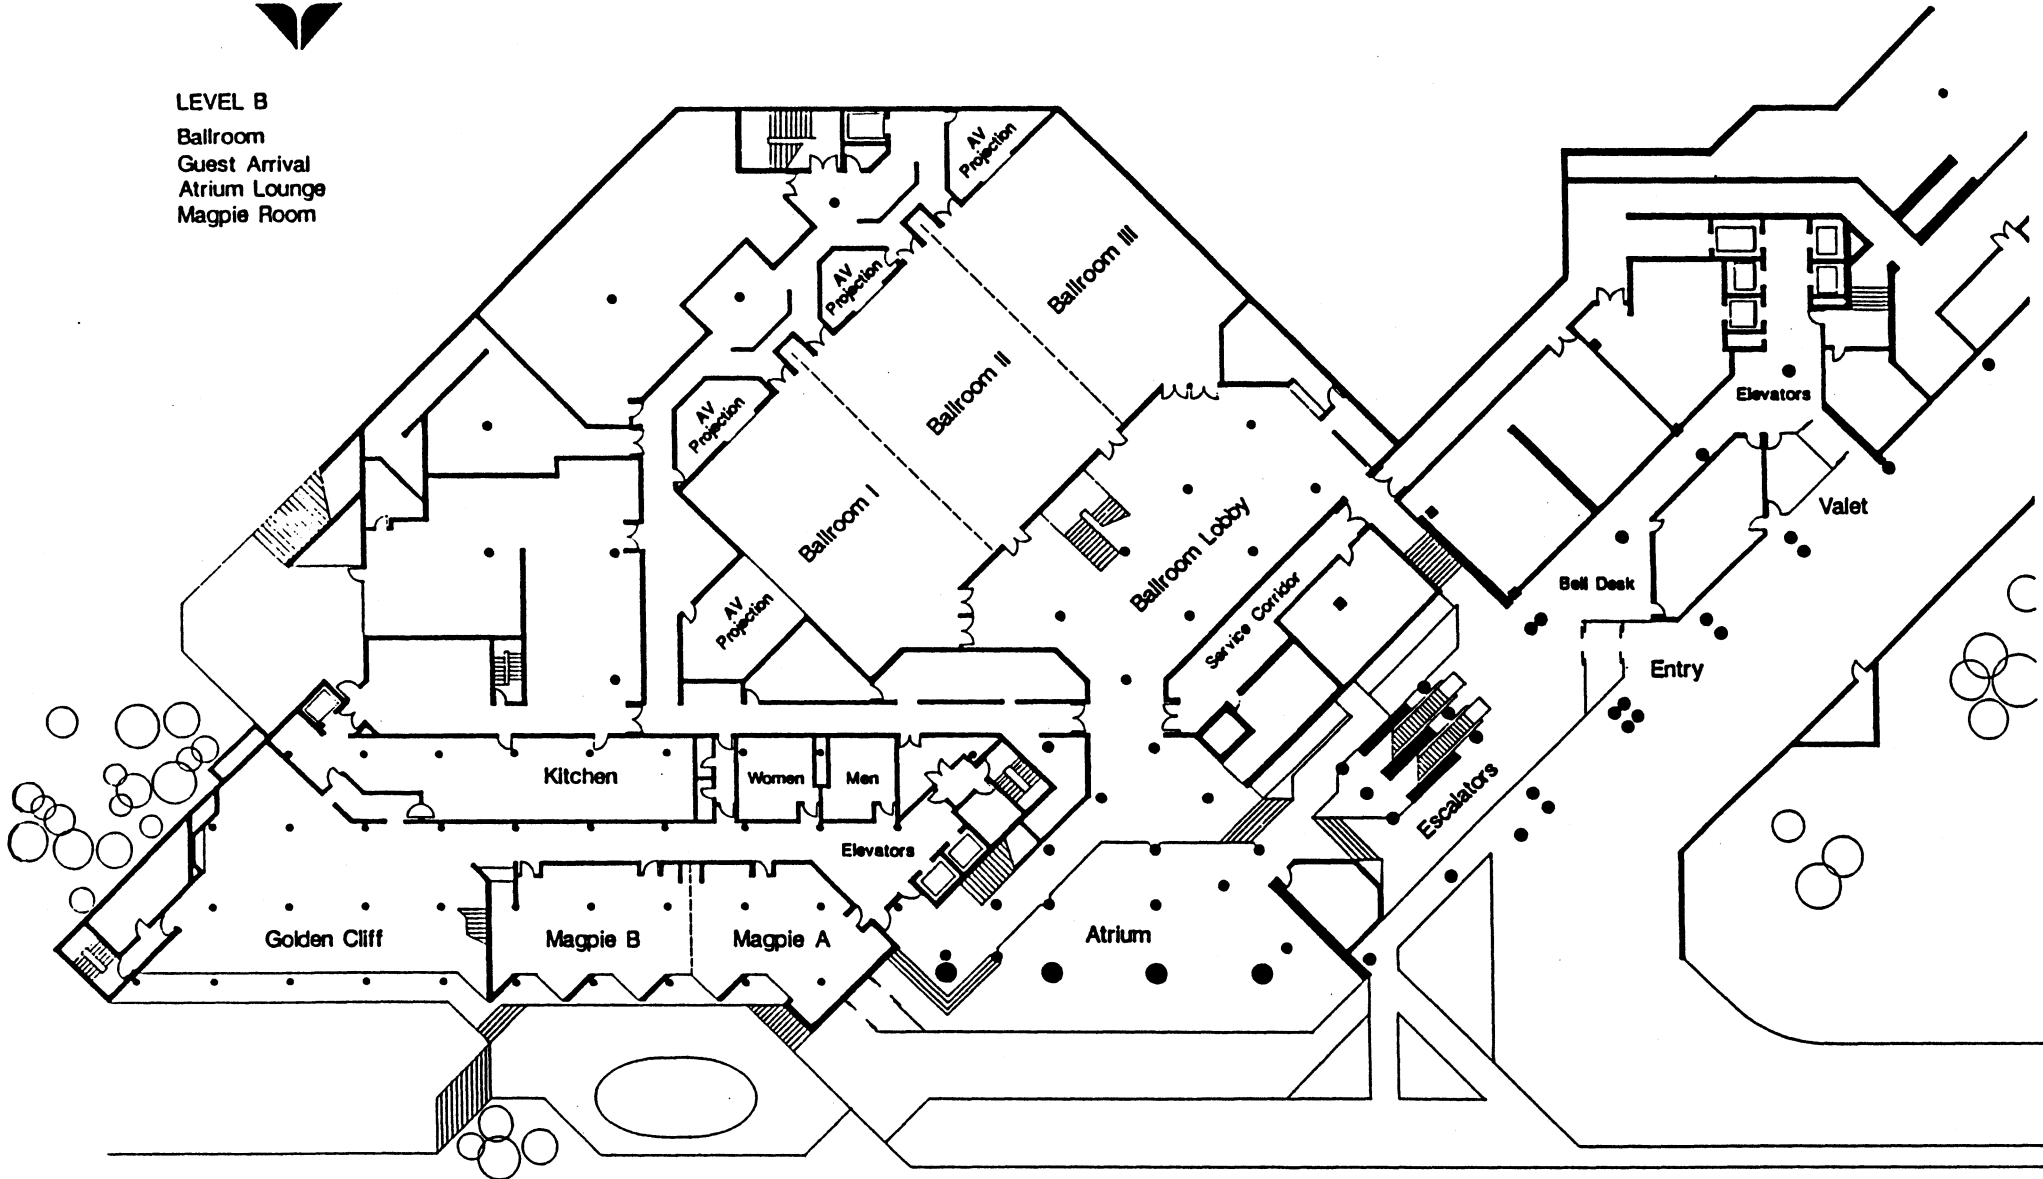 LEVEL B
Ballroom
Guest Arrival
Atrium Lounge
Magpie Room
AV
Projection
Ballroom III
AV
Projection
Ballroom II
AV
Projection
Ballroom I
AV
Projection
Ballroom Lobby
Service Corridor
Elevators
Valet
Bell Desk
Entry
Escalators
Kitchen
Women
Men
Elevators
Golden Cliff
Magpie B
Magpie A
Atrium